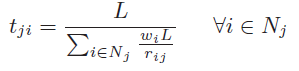 t_{ji} = \frac{L}{\sum_{i \in N_j} \frac{w_i L}{r_{ij}}} \quad \forall i \in N_j